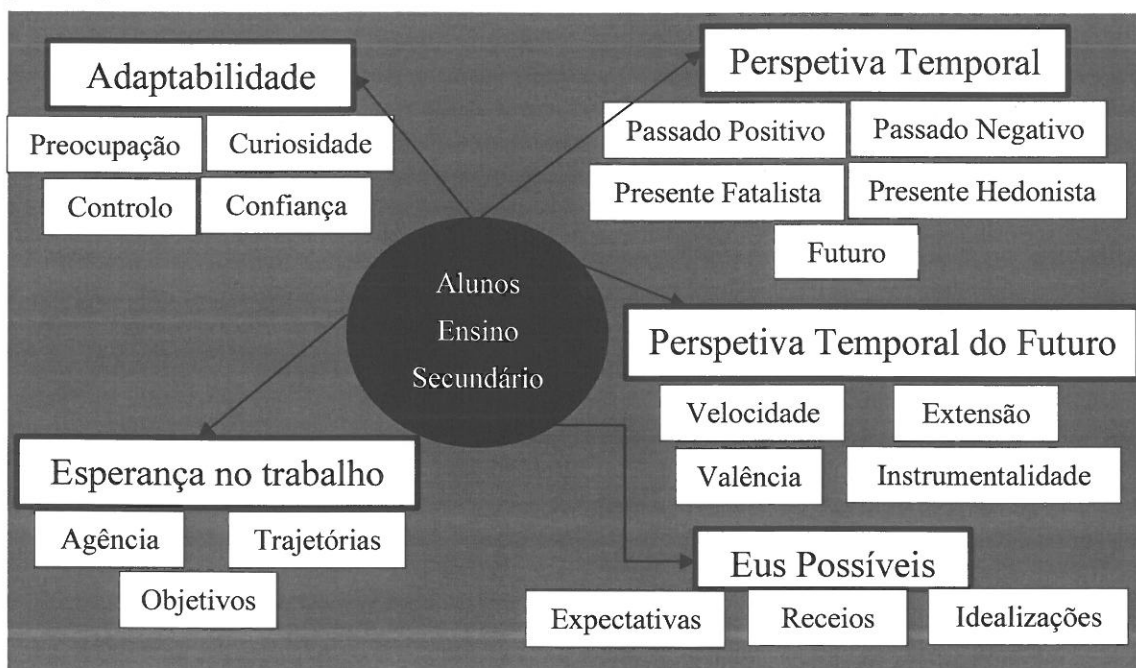 Adaptabilidade
Preocupação
Curiosidade
Controlo
Confiança
Perspetiva Temporal
Passado Positivo
Passado Negativo
Presente Fatalista
Presente Hedonista
Futuro
Alunos
Ensino
Secundário
Perspetiva Temporal do Futuro
Velocidade
Extensão
Valência
Instrumentalidade
Esperança no trabalho
Agência
Trajetórias
Objetivos
Eus Possíveis
Expectativas
Receios
Idealizações